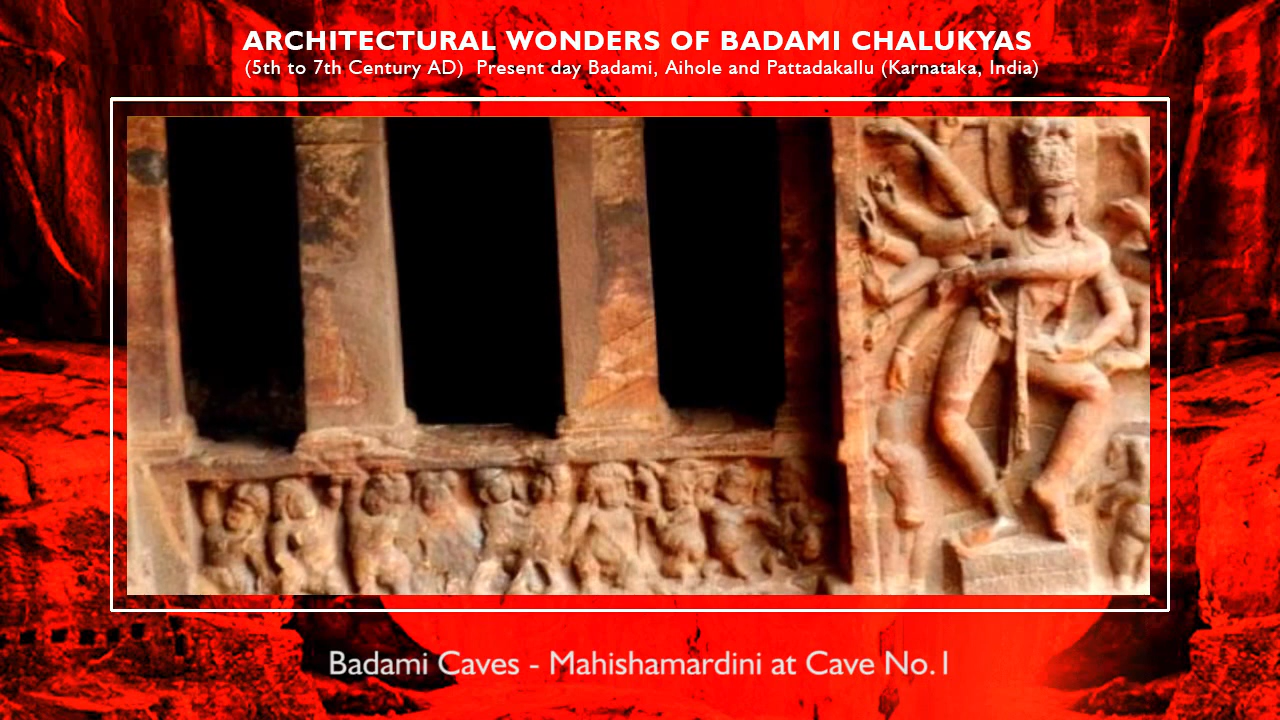 ARCHITECTURAL WONDERS OF BADAMI CHALUKYAS
(5th to 7th Century AD) Present day Badami, Aihole and Pattadakallu (Karnataka, India)
Badami Caves - Mahishamardini at Cave No.1